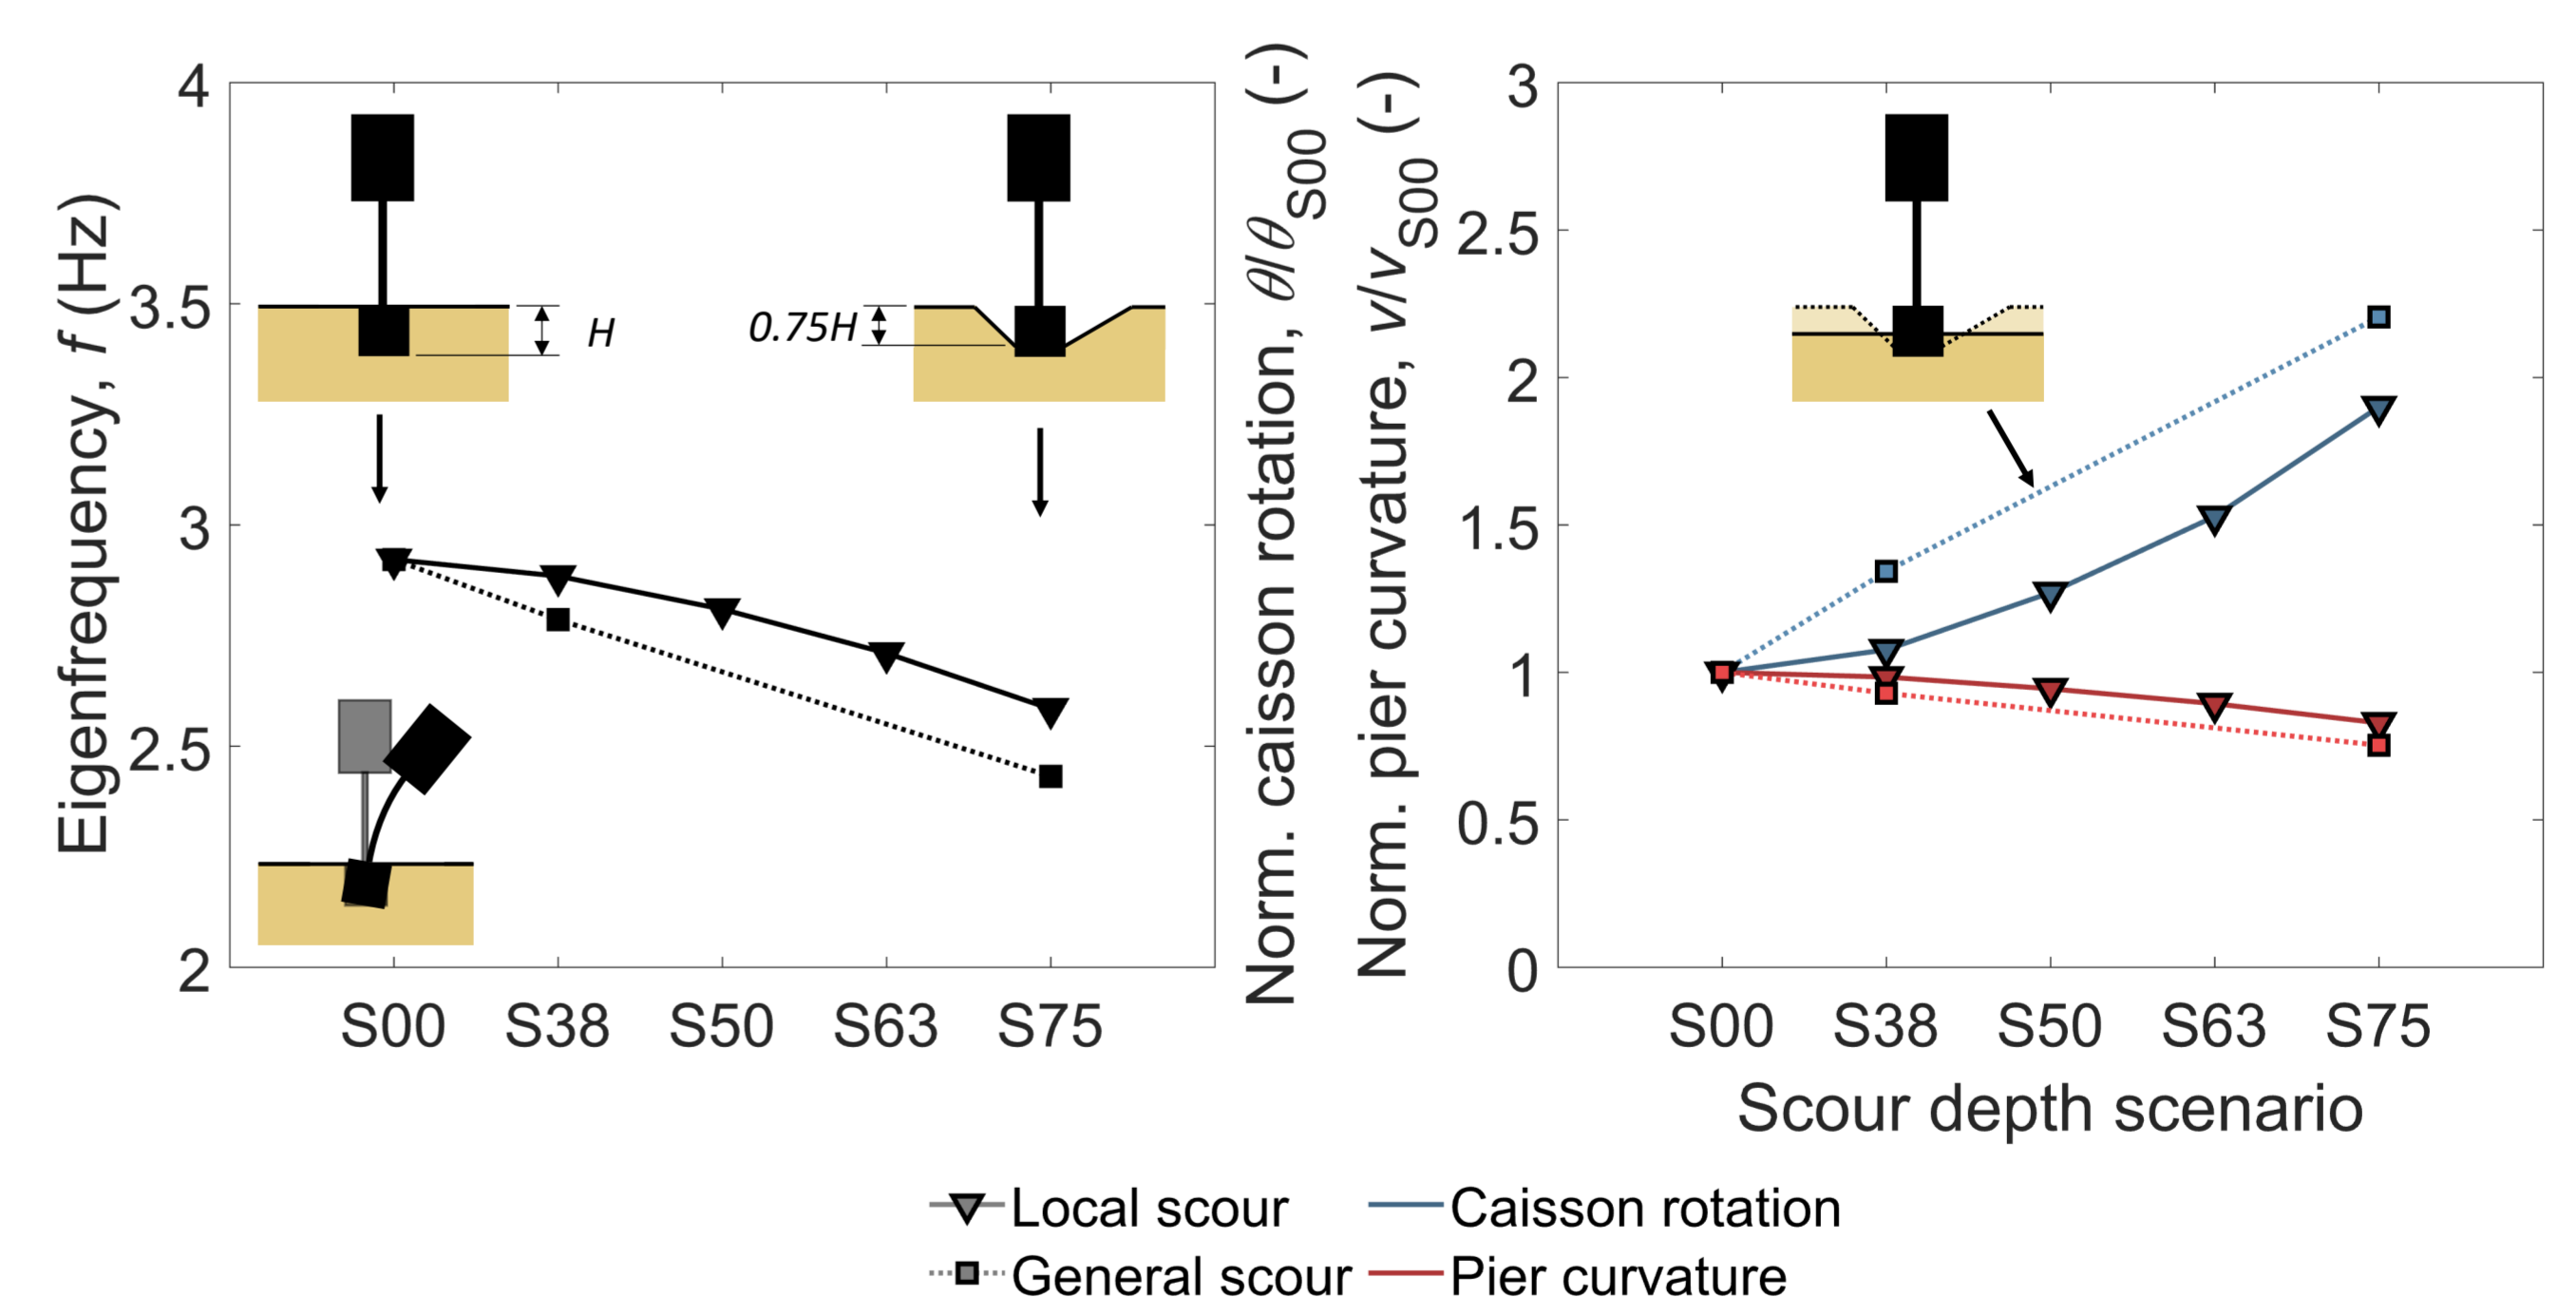 Eigenfrequency, f (Hz)
4
3.5
3
2.5
2
H
0.75H
S00 S38 S50 S63 S75
Norm. caisson rotation, θ/θS00 (-)
Norm. pier curvature, v/vS00 (-)
3
2.5
2
1.5
1
0.5
0
S00 S38 S50 S63 S75
Scour depth scenario
Local scour
Caisson rotation
General scour
Pier curvature